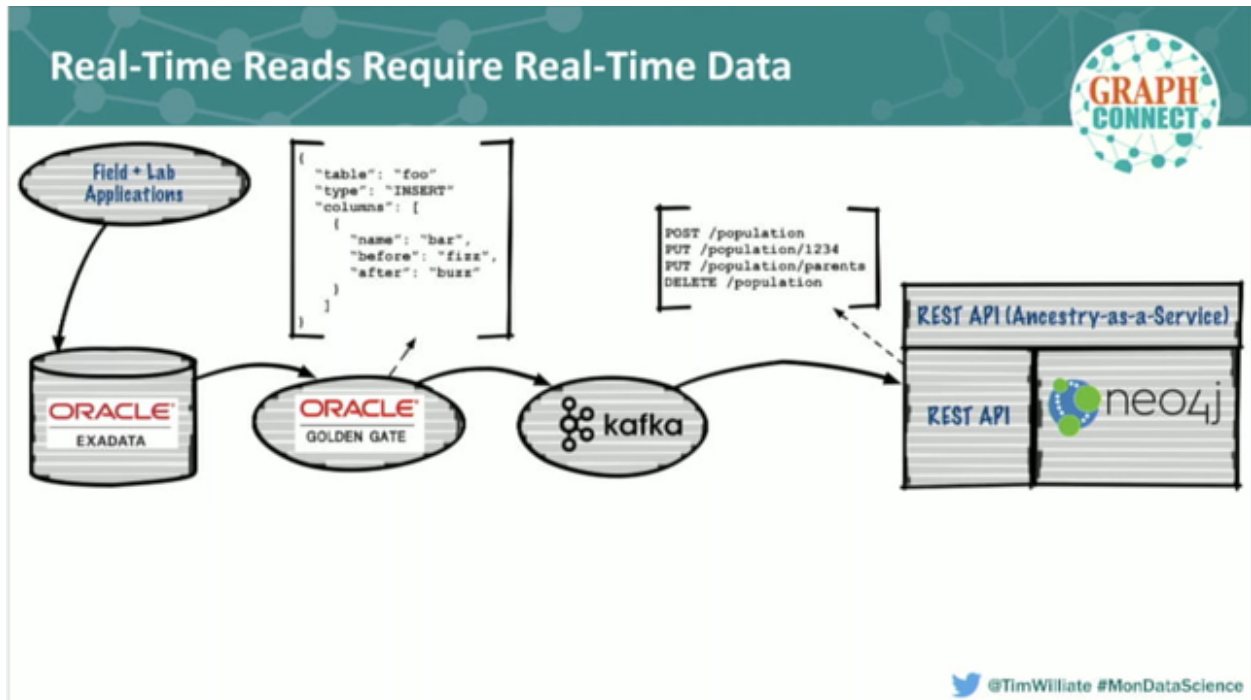 Real-Time Reads Require Real-Time Data
GRAPH
CONNECT
Field + Lab
Applications
{
"table": "foo"
"type": "INSERT"
"columns": [
{
"name": "bar",
"before": "fizz",
"after": "buzz"
}
]
}
POST /population
PUT /population/1234
PUT /population/parents
DELETE /population
REST API (Ancestry-as-a-Service)
ORACLE
EXADATA
ORACLE
GOLDEN GATE
kafka
REST API
neo4j
@TimWilliate #MonDataScience